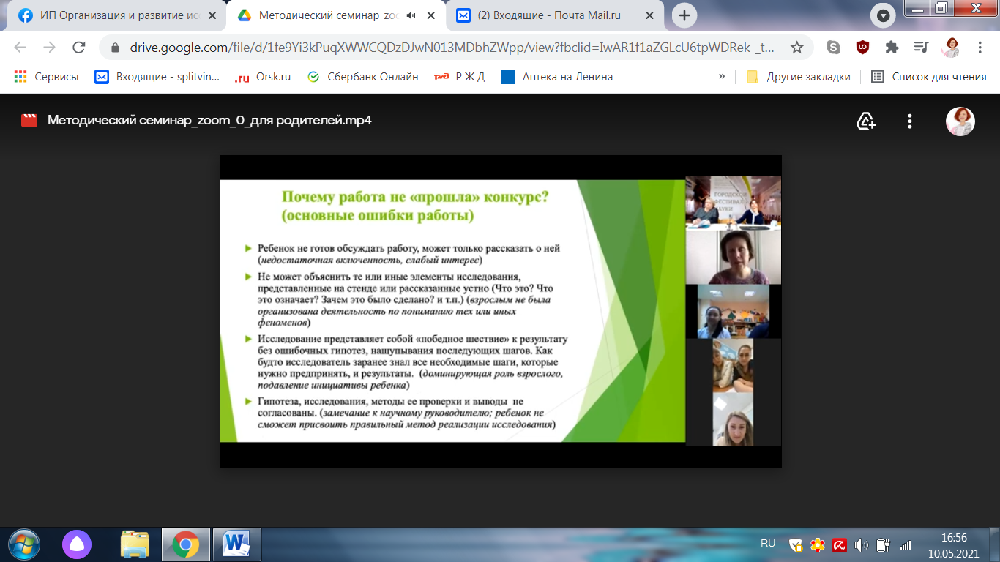 ИП Организация и развитие исс
Методический семинар_zoo
(2) Входящие - Почта Mail.ru
drive.google.com/file/d/1fe9Yi3kPuqXWWCQDzDJwN013MDbhZWpp/view?fbclid=IwAR1f1aZGLcU6tpWDRek-_t...
Сервисы
Входящие - splitvin...
.ru Orsk.ru
Сбербанк Онлайн
Р Ж Д
Аптека на Ленина
»
Другие закладки
Список для чтения
Методический семинар_zoom_0_для родителей.mp4
Почему работа не «прошла» конкурс?
(основные ошибки работы)
Ребенок не готов обсуждать работу, может только рассказать о ней
(недостаточная включенность, слабый интерес)
Не может объяснить те или иные элементы исследования,
представленные на стенде или рассказанные устно (Что это? Что
это означает? Зачем это было сделано? и т.п.) (взрослым не была
организована деятельность по пониманию тех или иных
феноменов)
Исследование представляет собой «победное шествие» к результату
без ошибочных гипотез, нащупывания последующих шагов. Как
будто исследователь заранее знал все необходимые шаги, которые
нужно предпринять, и результаты. (доминирующая роль взрослого,
подавление инициативы ребенка)
Гипотеза, исследования, методы ее проверки и выводы не
согласованы. (замечание к научному руководителю; ребенок не
сможет присвоить правильный метод реализации исследования)
ГОРОДСКОЙ
ФЕСТИВАЛЬ
НАУКИ
RU
16:56
10.05.2021